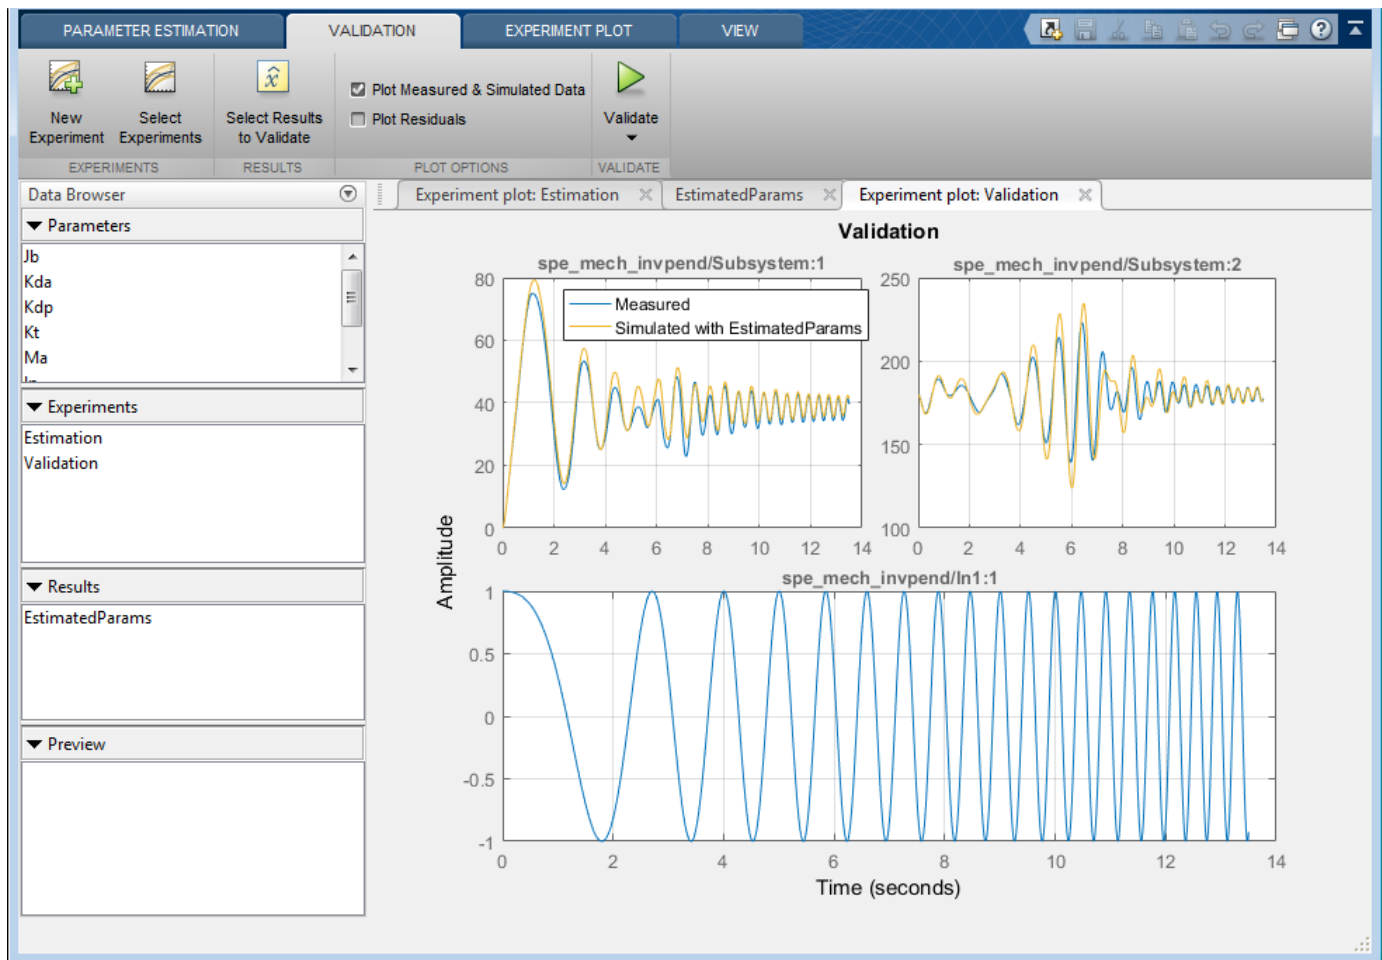 PARAMETER ESTIMATION VALIDATION EXPERIMENT PLOT VIEW
New Experiment
Select Experiments
Select Results to Validate
Plot Measured & Simulated Data
Plot Residuals
Validate
EXPERIMENTS RESULTS PLOT OPTIONS VALIDATE
Data Browser
Parameters
Jb
Kda
Kdp
Kt
Ma
Experiments
Estimation
Validation
Results
EstimatedParams
Preview
Experiment plot: Estimation EstimatedParams Experiment plot: Validation
Validation
spe_mech_invpend/Subsystem:1
80
60
40
20
0
0 2 4 6 8 10 12 14
Measured
Simulated with EstimatedParams
spe_mech_invpend/Subsystem:2
250
200
150
100
0 2 4 6 8 10 12 14
Amplitude
spe_mech_invpend/In1:1
1
0.5
0
-0.5
-1
0 2 4 6 8 10 12 14
Time (seconds)